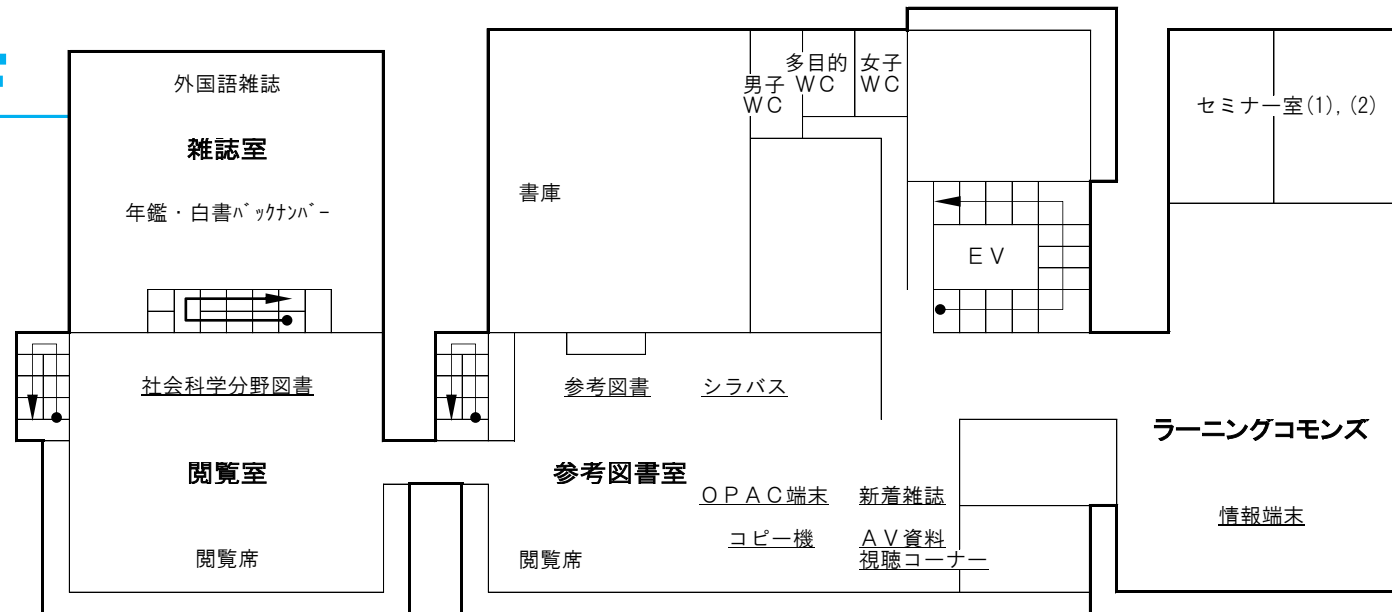 外国語雑誌
雑誌室
年鑑・白書ﾊﾞｯｸﾅﾝﾊﾞｰ
社会科学分野図書
閲覧室
閲覧席
書庫
男子
ＷＣ
多目的
ＷＣ
女子
ＷＣ
ＥＶ
参考図書
シラバス
参考図書室
ＯＰＡＣ端末
新着雑誌
コピー機
ＡＶ資料
視聴コーナー
閲覧席
セミナー室(1), (2)
ラーニングコモンズ
情報端末